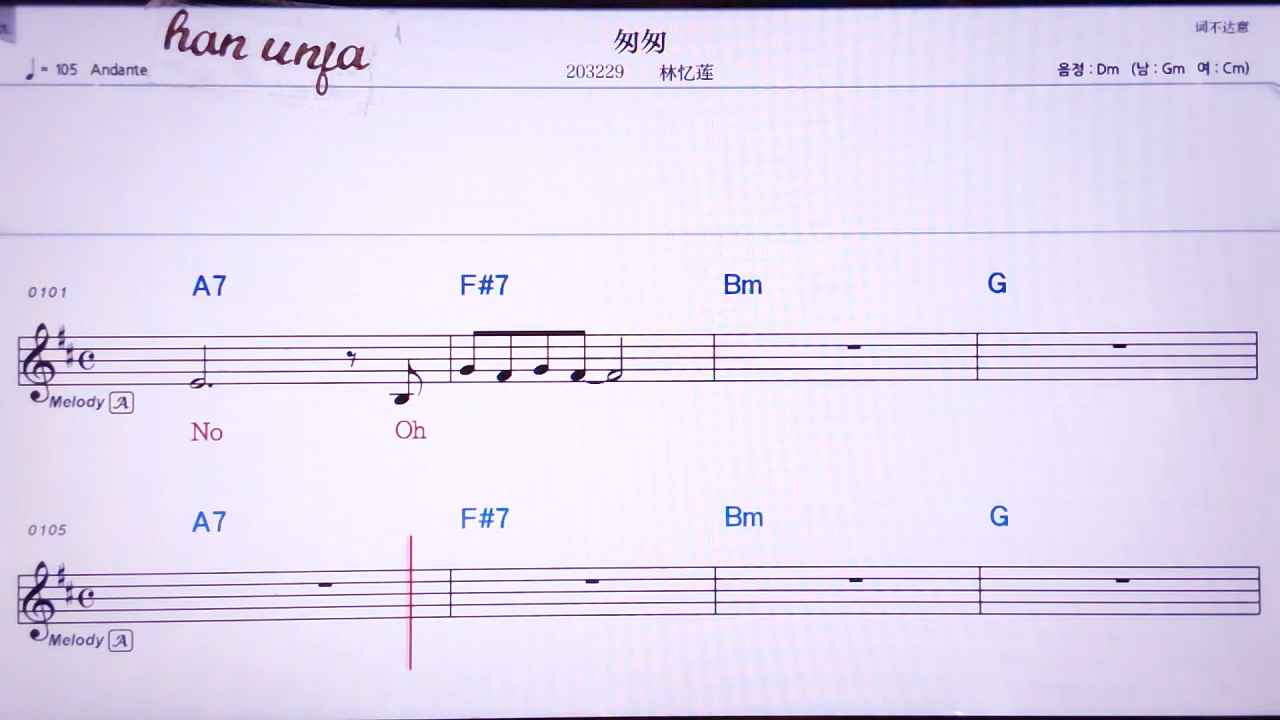 han unfa
匆匆
词不达意
♩= 105 Andante
203229 林忆莲
음정 : Dm (남 : Gm 여 : Cm)
A7 F#7 Bm G
0101
Melody A
No Oh
A7 F#7 Bm G
0105
Melody A